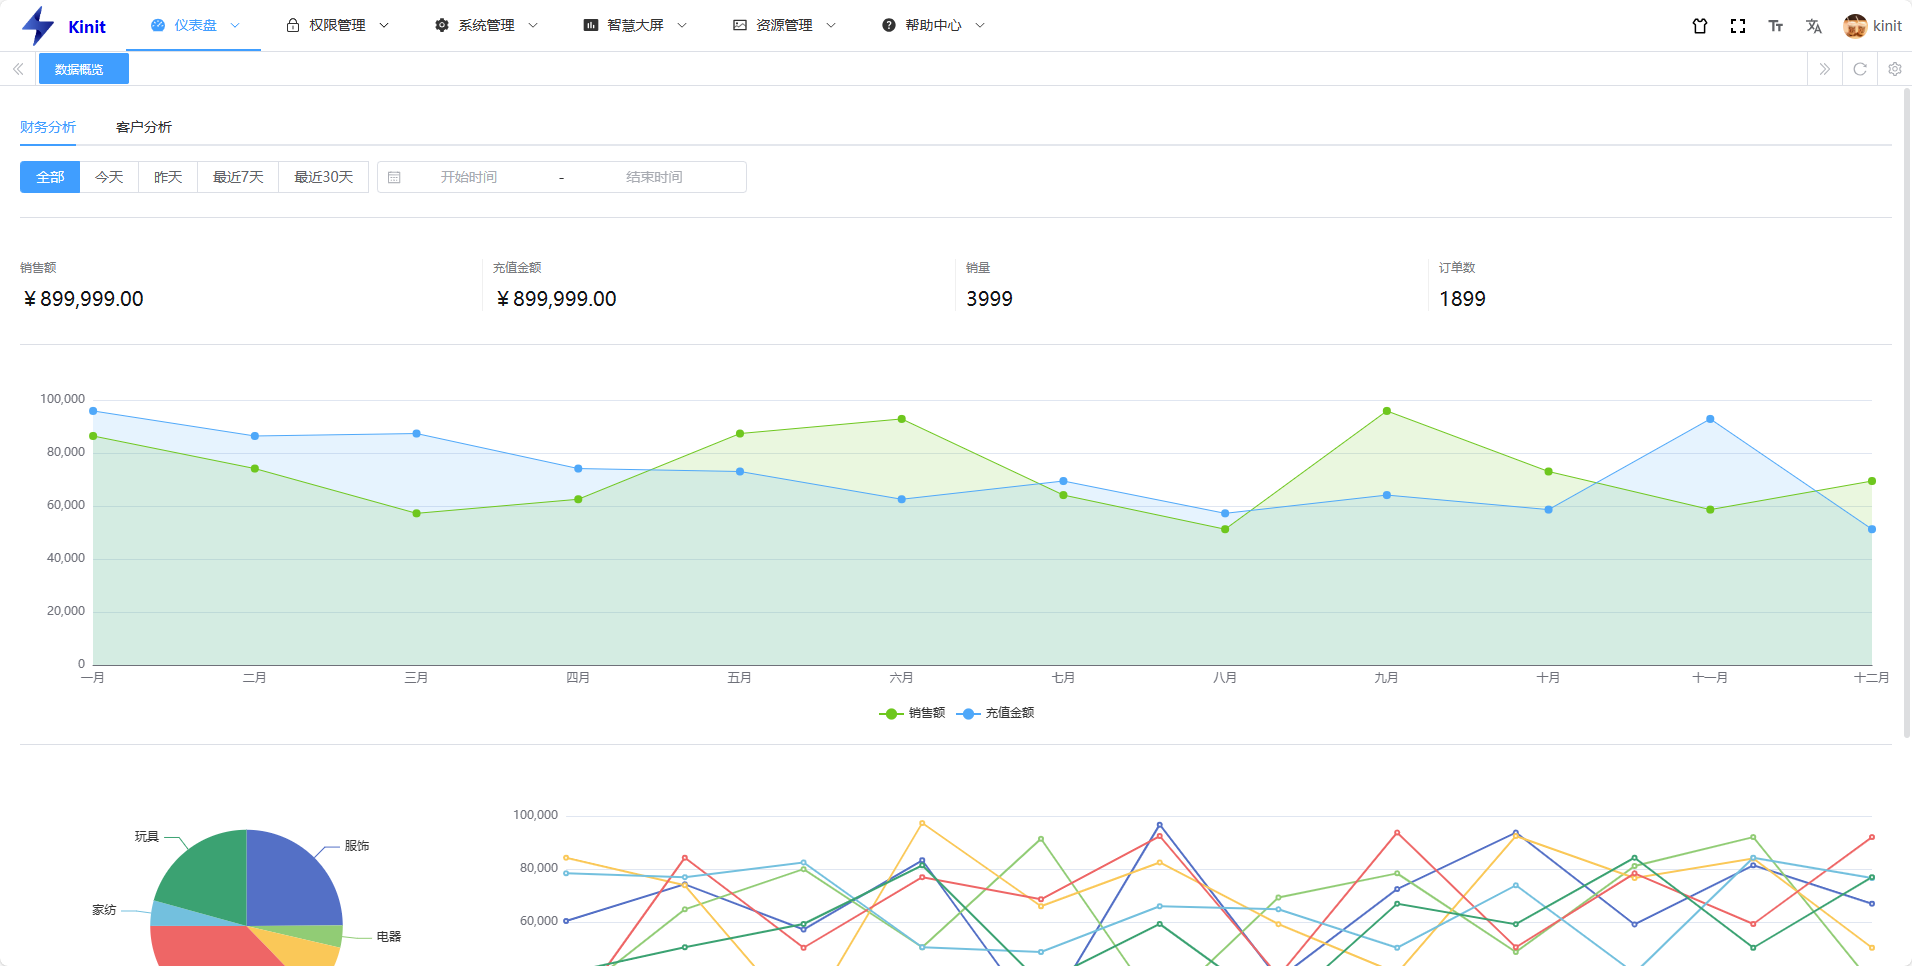 Kinit 仪表盘 权限管理 系统管理 智慧大屏 资源管理 帮助中心 kinit
数据概览
财务分析 客户分析
全部 今天 昨天 最近7天 最近30天 开始时间 - 结束时间
销售额 充值金额 销量 订单数
¥899,999.00 ¥899,999.00 3999 1899
100,000
80,000
60,000
40,000
20,000
0
一月 二月 三月 四月 五月 六月 七月 八月 九月 十月 十一月 十二月
销售额 充值金额
玩具 服饰
家纺 电器
100,000
80,000
60,000